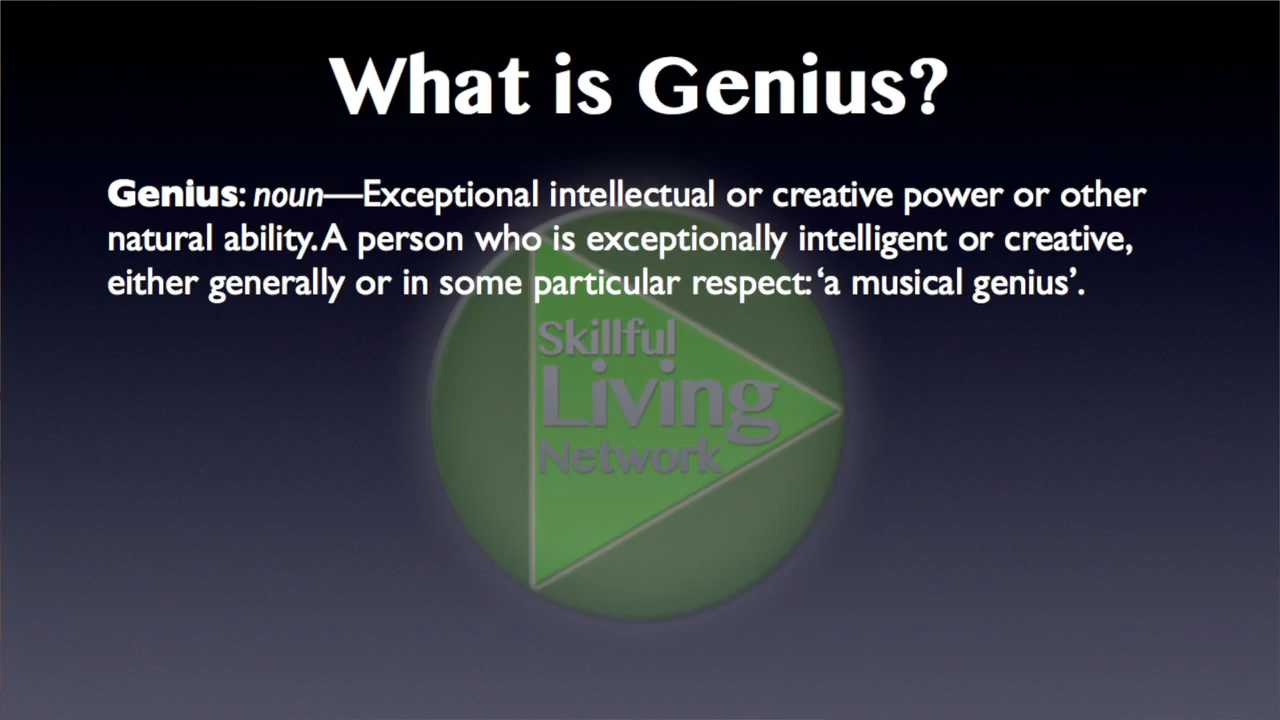 What is Genius?
Genius: noun—Exceptional intellectual or creative power or other
natural ability. A person who is exceptionally intelligent or creative,
either generally or in some particular respect: ‘a musical genius’.
Skillful
Living
Network